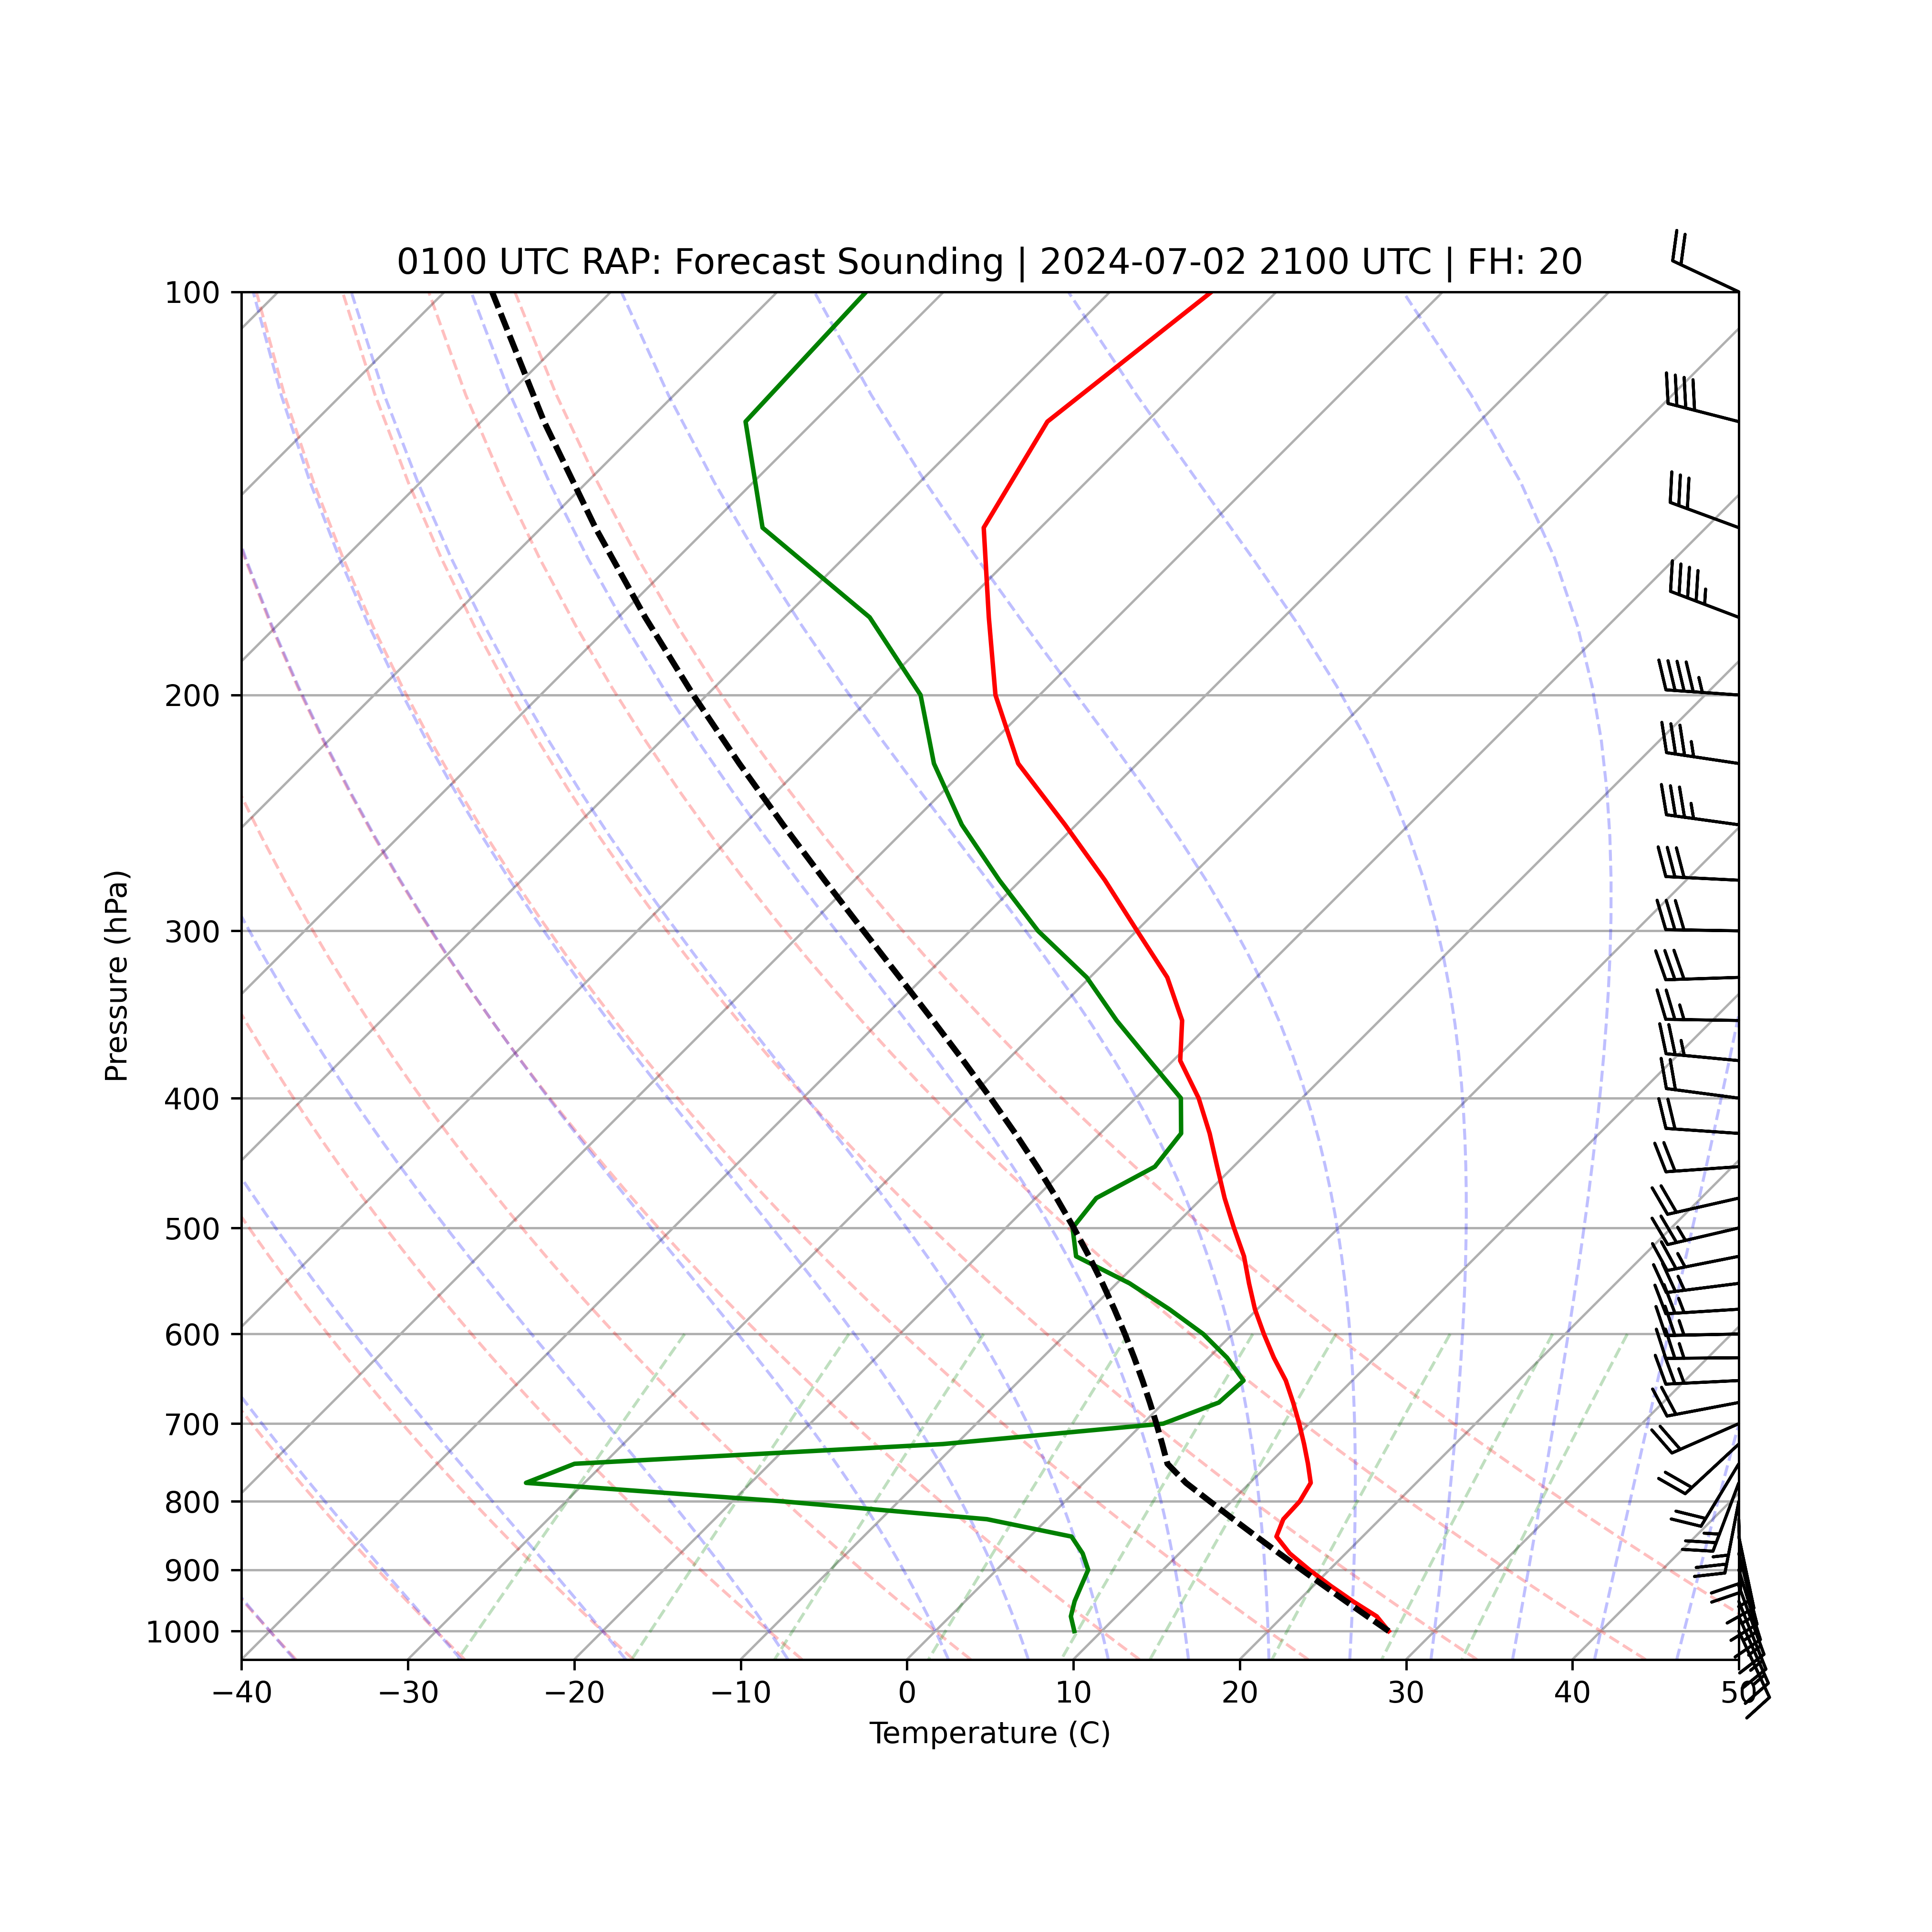 0100 UTC RAP: Forecast Sounding | 2024-07-02 2100 UTC | FH: 20
100
200
300
400
500
600
700
800
900
1000
Pressure (hPa)
−40 −30 −20 −10 0 10 20 30 40 50
Temperature (C)